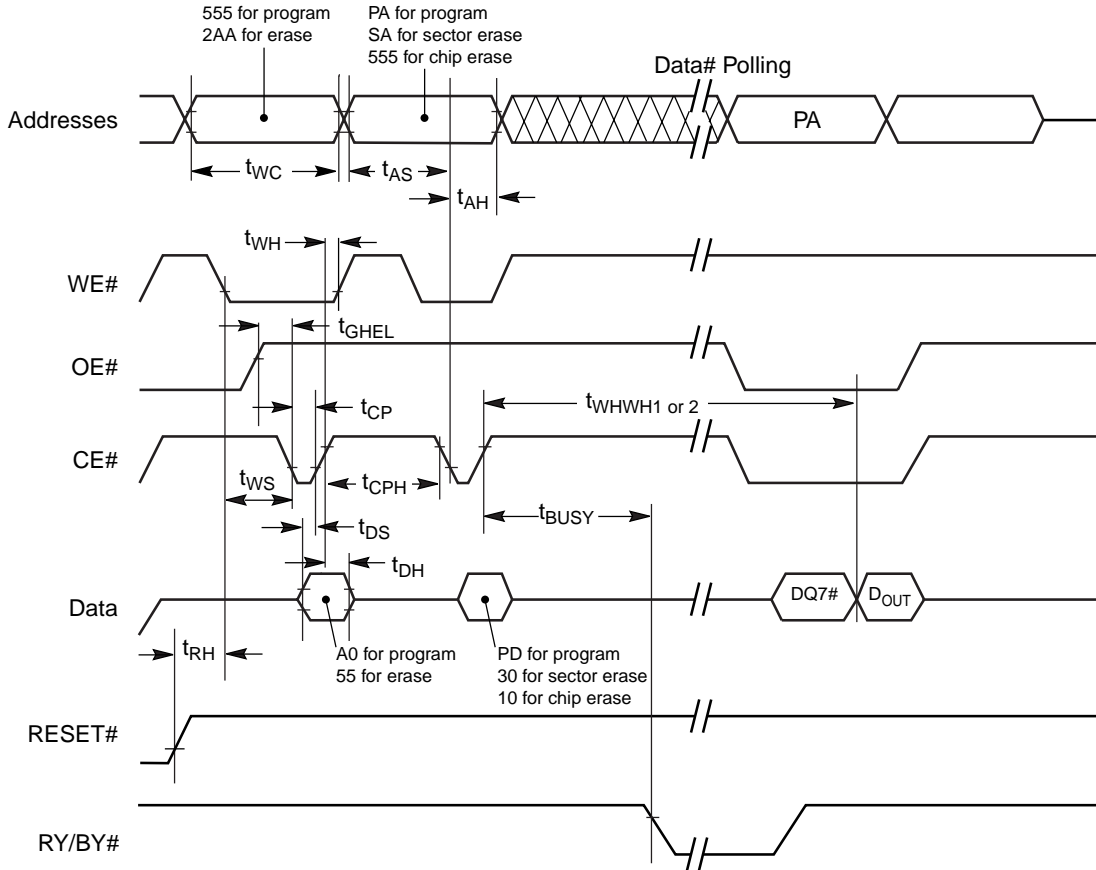 555 for program
2AA for erase
PA for program
SA for sector erase
555 for chip erase
Data# Polling
Addresses
PA
tWC
tAS
tAH
tWH
WE#
tGHEL
OE#
tWHWH1 or 2
tCP
CE#
tWS
tCPH
tBUSY
tDS
tDH
Data
DQ7#
DOUT
tRH
A0 for program
55 for erase
PD for program
30 for sector erase
10 for chip erase
RESET#
RY/BY#